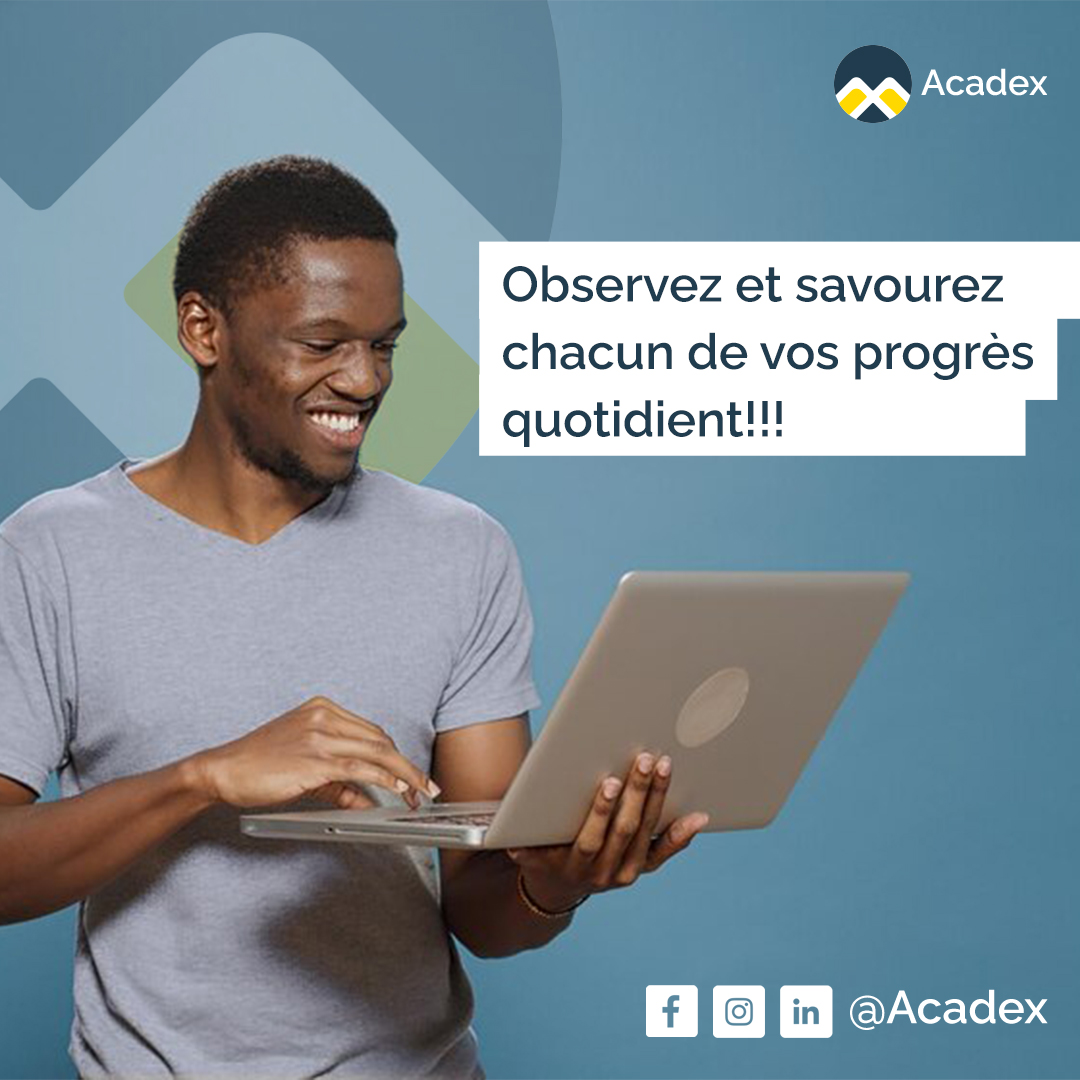 Acadex
Observez et savourez
chacun de vos progrès
quotidient!!!
@Acadex